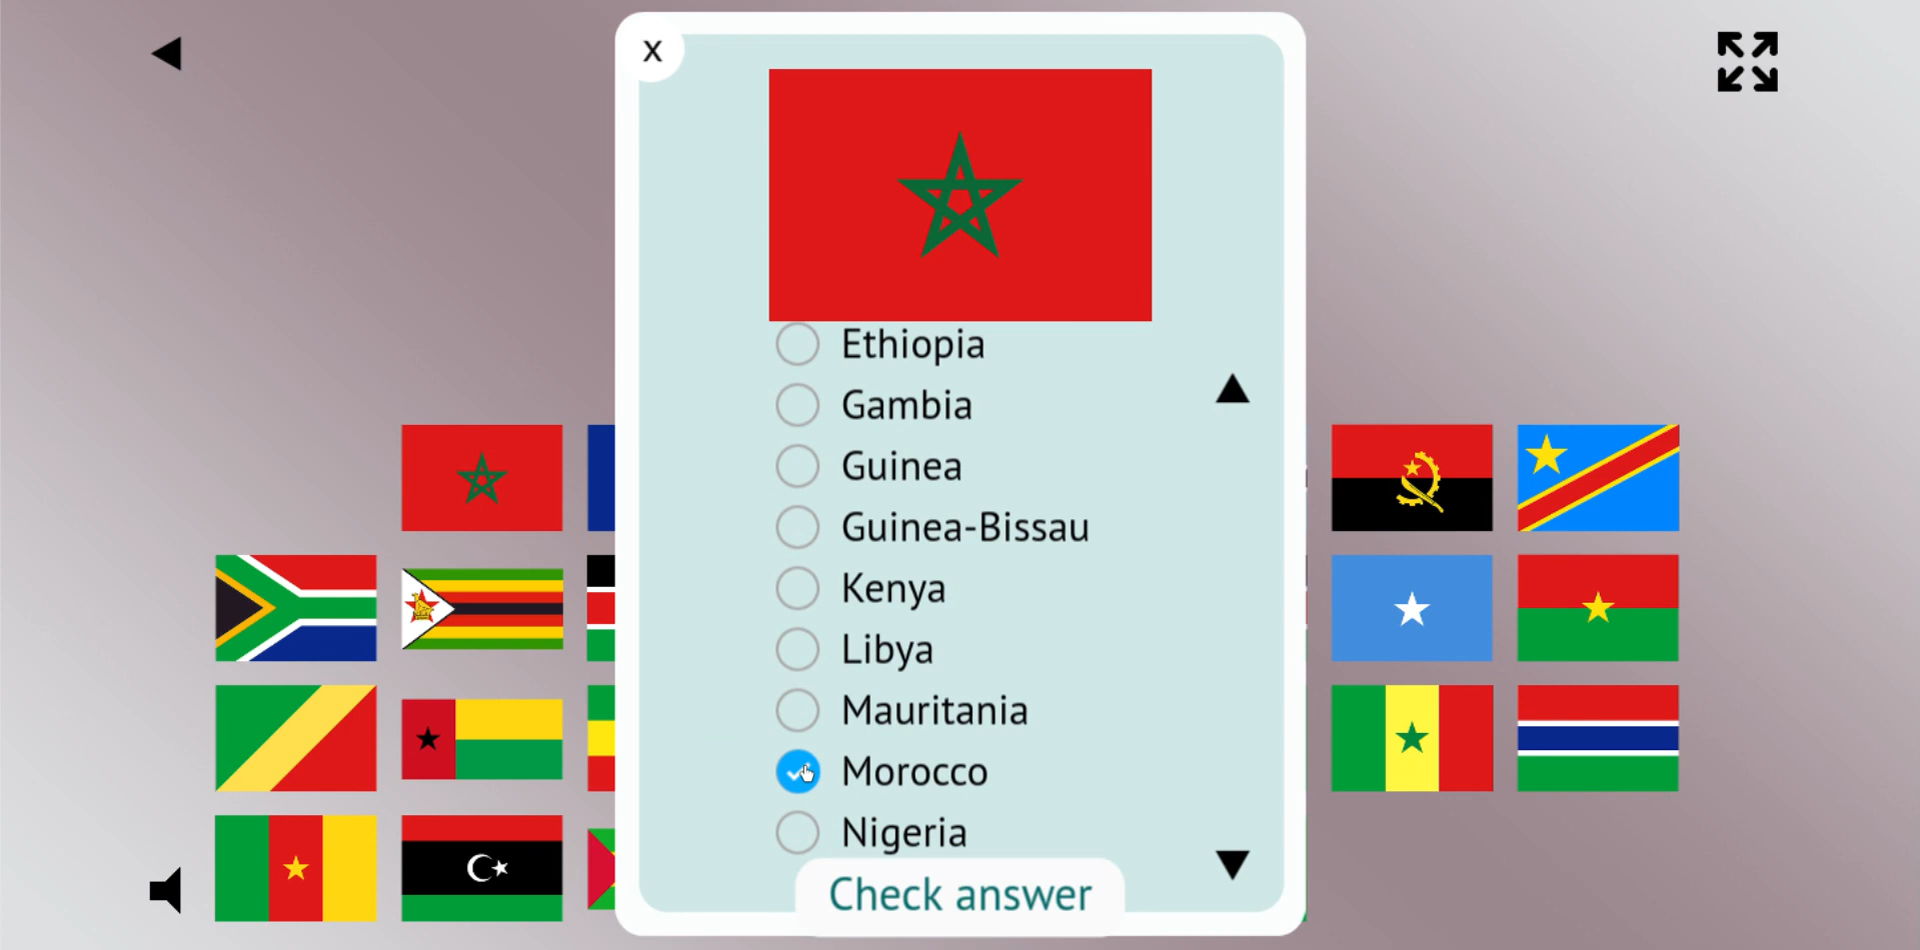 x
Ethiopia
Gambia
Guinea
Guinea-Bissau
Kenya
Libya
Mauritania
Morocco
Nigeria
Check answer